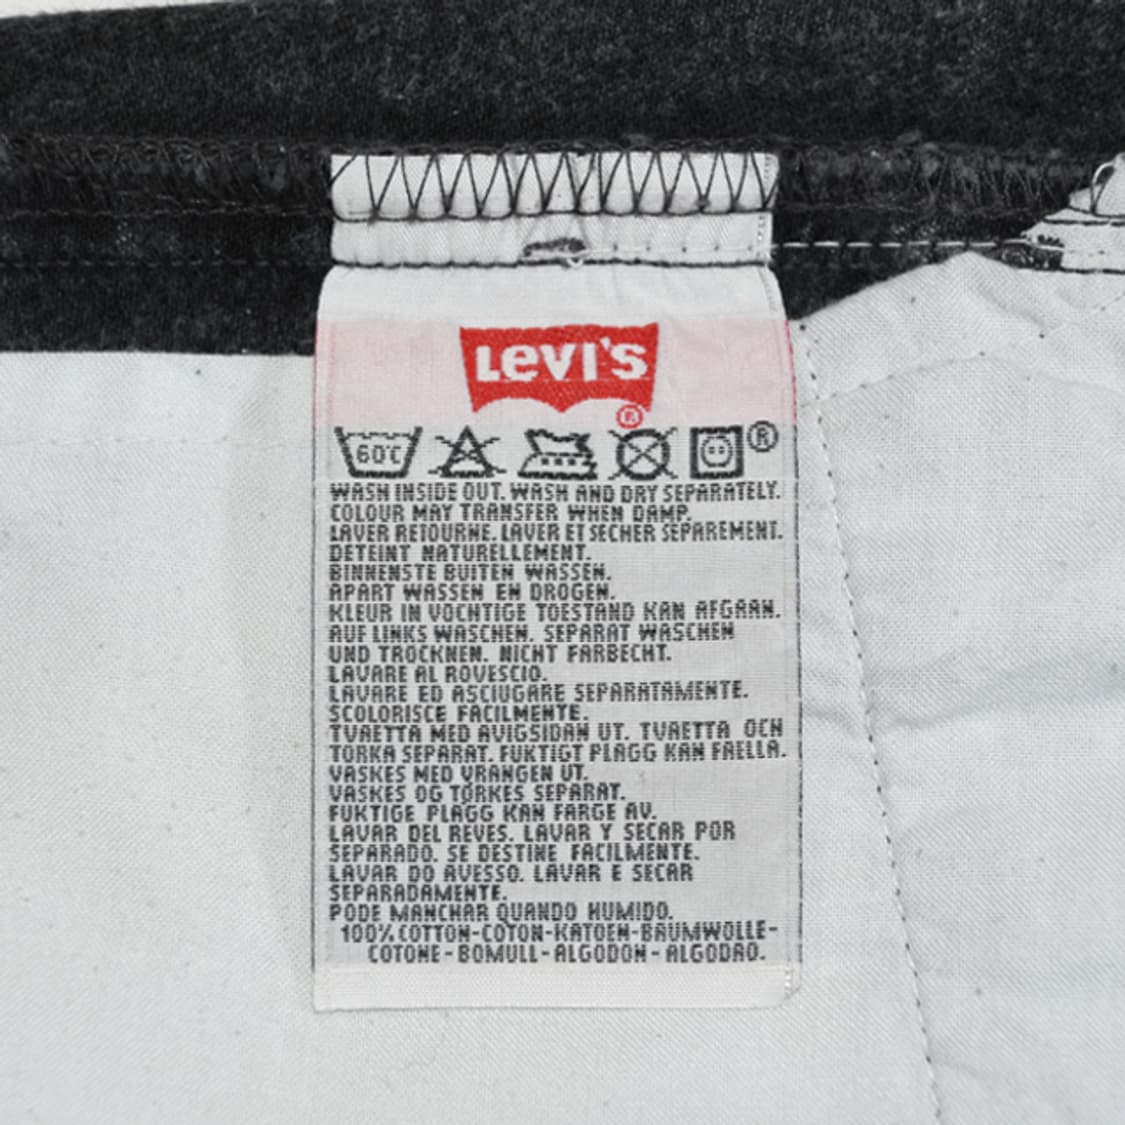 LEVI'S
®
60°C
®
WASH INSIDE OUT. WASH AND DRY SEPARATELY.
COLOUR MAY TRANSFER WHEN DAMP.
LAVER RETOURNE. LAVER ET SECHER SEPAREMENT.
DETEINT NATURELLEMENT.
BINNENSTE BUITEN WASSEN.
APART WASSEN EN DROGEN.
KLEUR IN VOCHTIGE TOESTAND KAN AFGAAN.
AUF LINKS WASCHEN. SEPARAT WASCHEN
UND TROCKNEN. NICHT FARBECHT.
LAVARE AL ROVESCIO.
LAVARE ED ASCIUGARE SEPARATAMENTE.
SCOLORISCE FACILMENTE.
TVAETTA MED AVIGSIDAN UT. TVAETTA OCH
TORKA SEPARAT. FUKTIGT PLAGG KAN FAELLA.
VASKES MED VRANGEN UT.
VASKES OG TØRKES SEPARAT.
FUKTIGE PLAGG KAN FARGE AV.
LAVAR DEL REVES. LAVAR Y SECAR POR
SEPARADO. SE DESTINE FACILMENTE.
LAVAR DO AVESSO. LAVAR E SECAR
SEPARADAMENTE.
PODE MANCHAR QUANDO HUMIDO.
100% COTTON-COTON-KATOEN-BAUMWOLLE-
COTONE-BOMULL-ALGODON-ALGODAO.